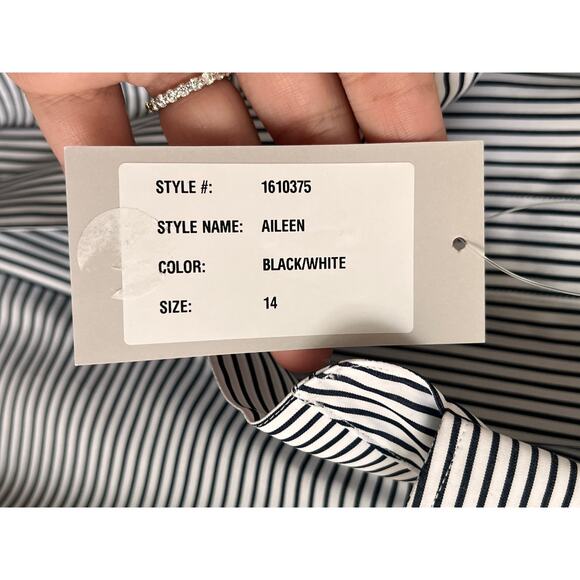 STYLE #: 1610375
STYLE NAME: AILEEN
COLOR: BLACK/WHITE
SIZE: 14